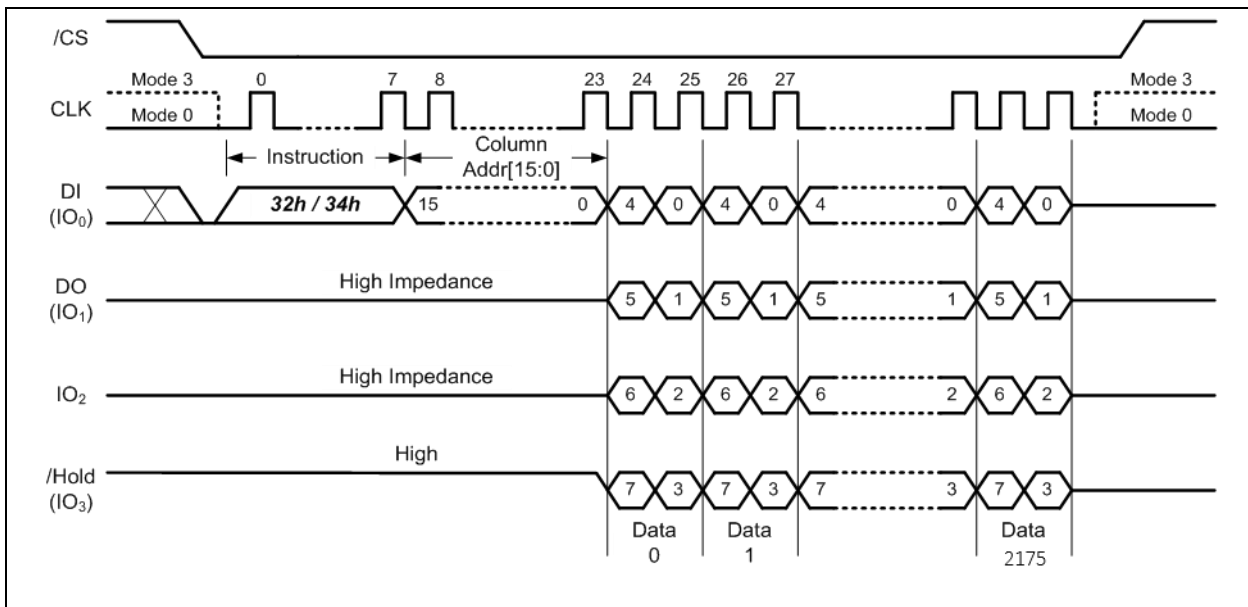 /CS
Mode 3 0 7 8 23 24 25 26 27 Mode 3
CLK
Mode 0 Mode 0
Instruction Column
Addr[15:0]
DI
(IO0) 32h / 34h 15 0 4 0 4 0 4 0 4 0
DO
(IO1) High Impedance 5 1 5 1 5 1 5 1
IO2 High Impedance 6 2 6 2 6 2 6 2
/Hold
(IO3) High 7 3 7 3 7 3 7 3
Data Data Data
0 1 2175